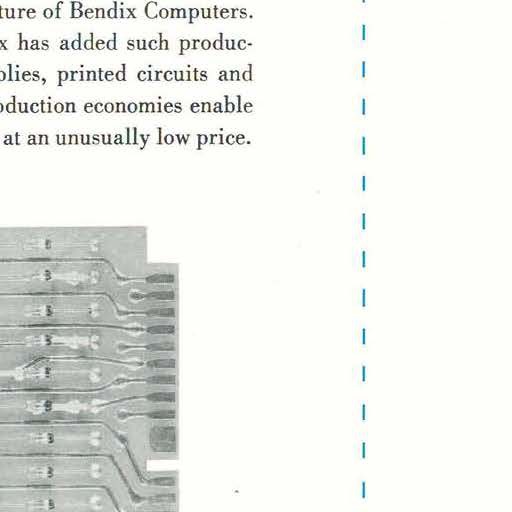 ture of Bendix Computers.
x has added such produc-
plies, printed circuits and
oduction economies enable
at an unusually low price.